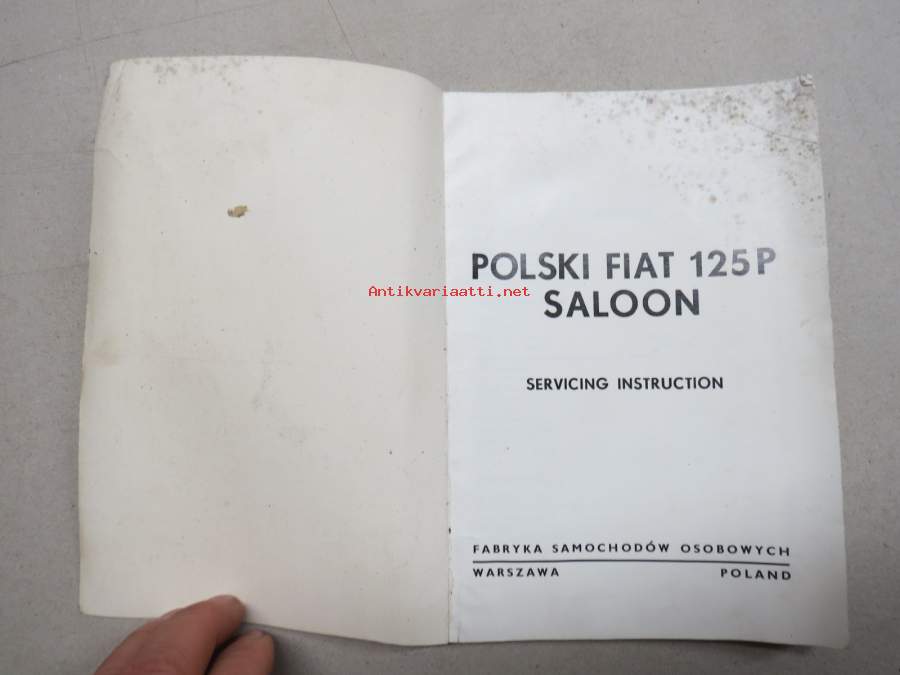 POLSKI FIAT 125P
SALOON
Antikvariaatti.net
SERVICING INSTRUCTION
FABRYKA SAMOCHODÓW OSOBOWYCH
WARSZAWA POLAND